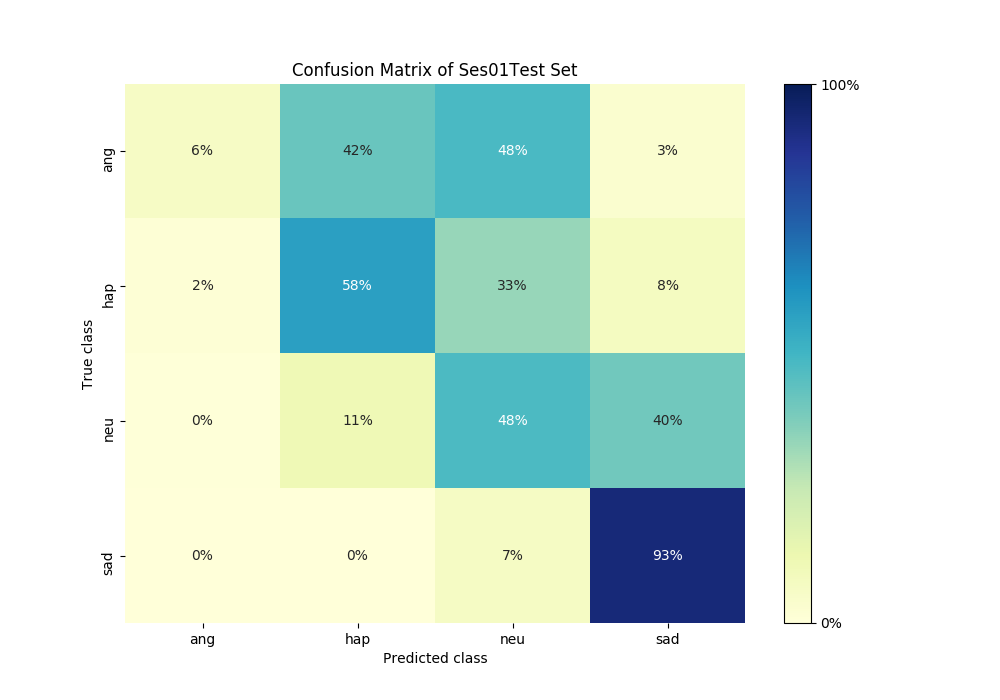 Confusion Matrix of Ses01Test Set
100%
ang 6% 42% 48% 3%
hap 2% 58% 33% 8%
True class
neu 0% 11% 48% 40%
sad 0% 0% 7% 93%
0%
ang hap neu sad
Predicted class